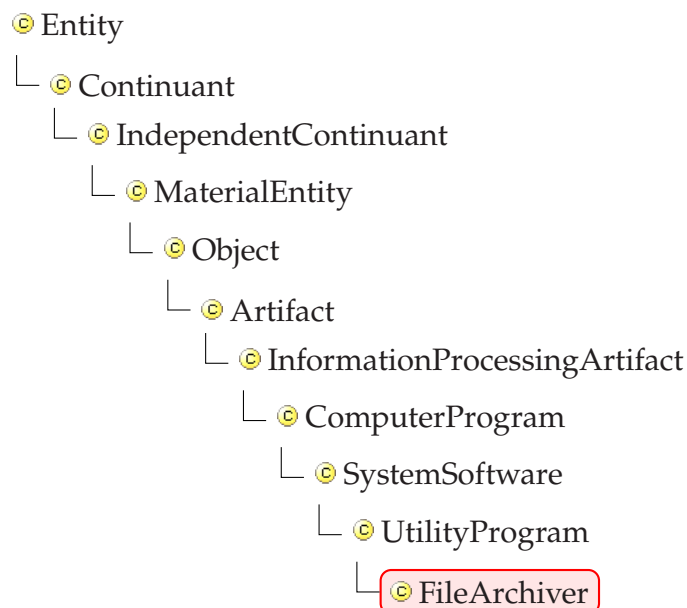 Entity
Continuant
IndependentContinuant
MaterialEntity
Object
Artifact
InformationProcessingArtifact
ComputerProgram
SystemSoftware
UtilityProgram
FileArchiver